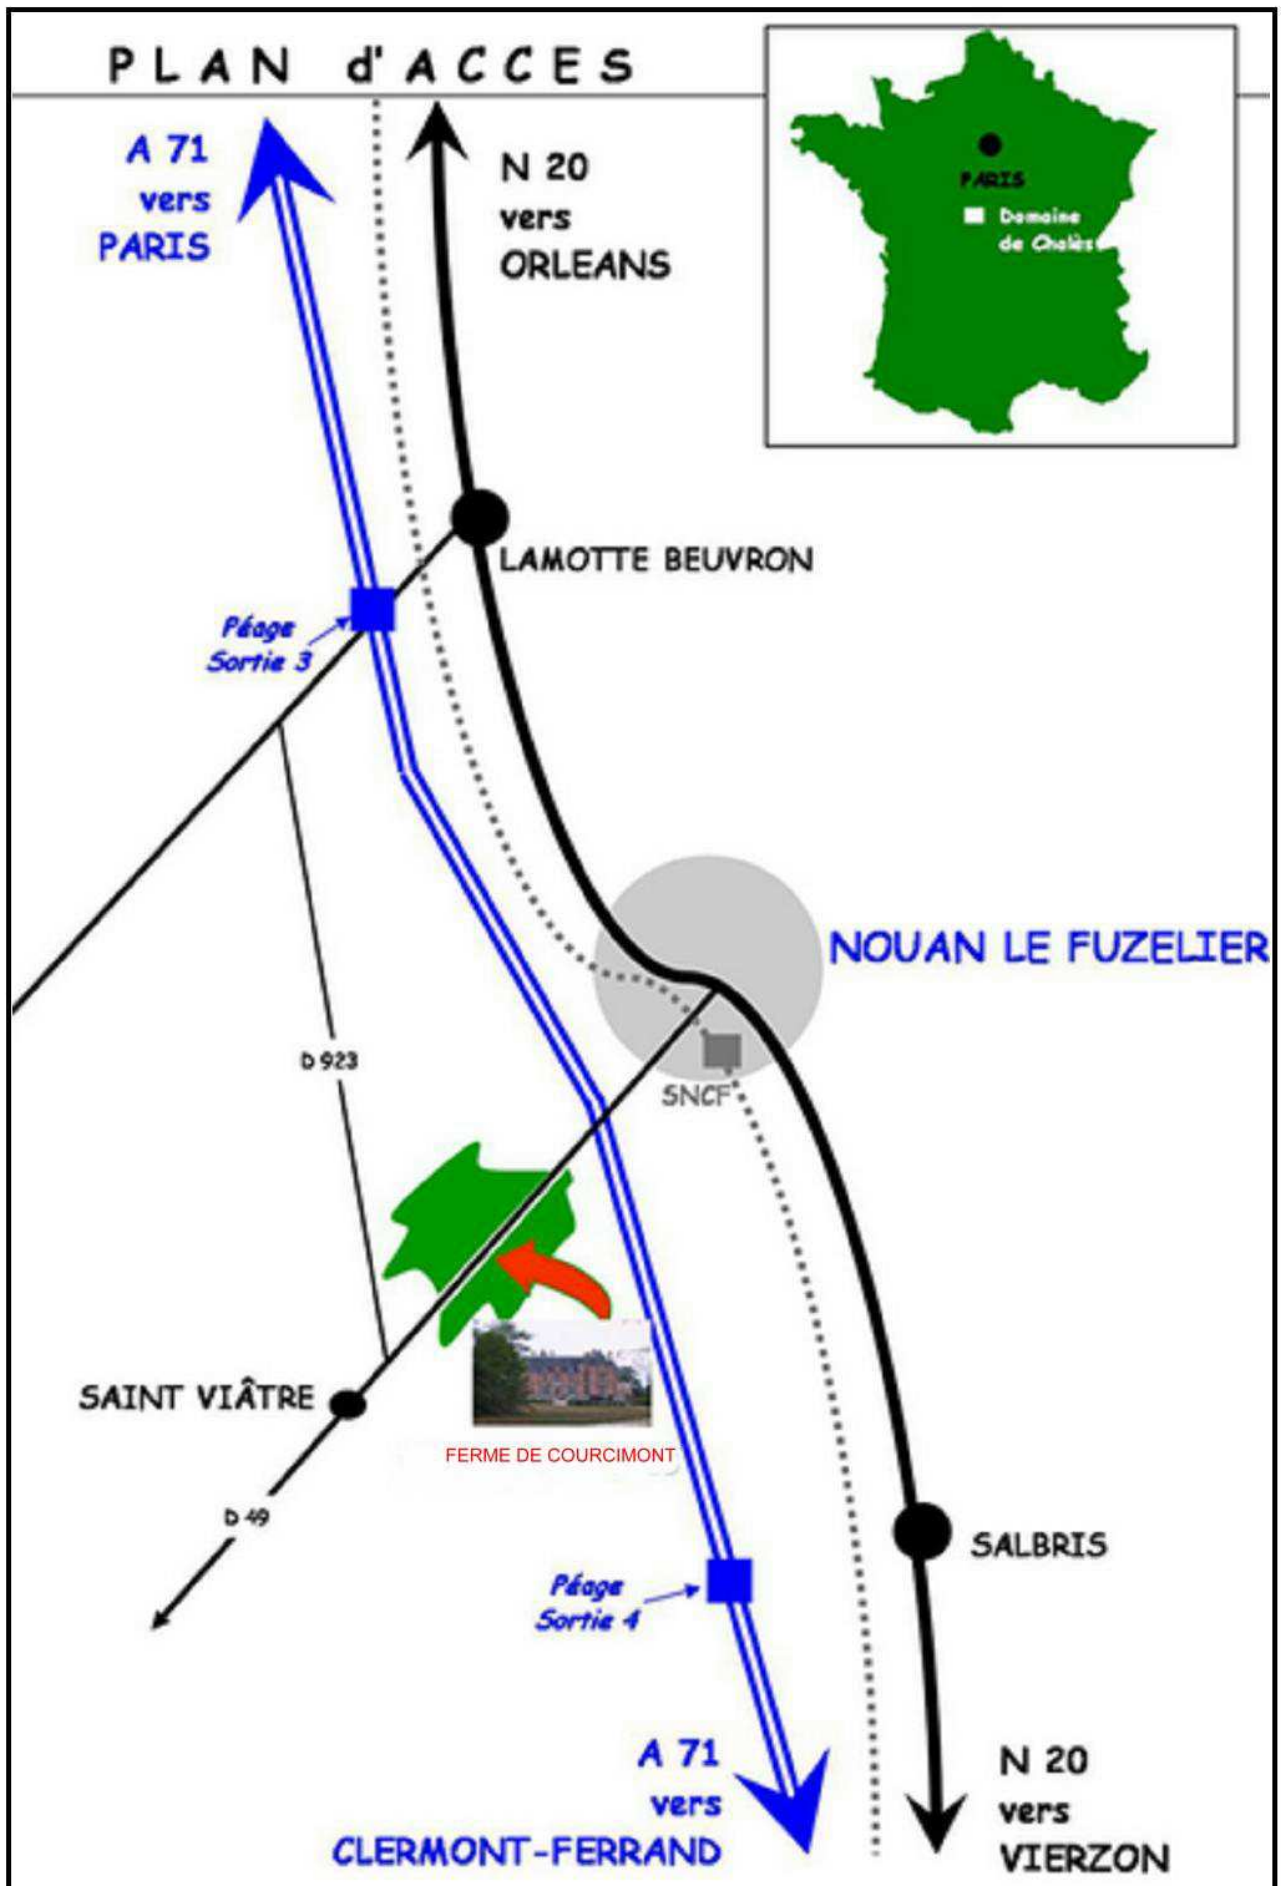 PLAN d'ACCES
A 71
vers
PARIS
N 20
vers
ORLEANS
PARIS
Domaine
de Chalès
LAMOTTE BEUVRON
Péage
Sortie 3
NOUAN LE FUZELIER
D 923
SNCF
SAINT VIÂTRE
FERME DE COURCIMONT
D 49
SALBRIS
Péage
Sortie 4
A 71
vers
CLERMONT-FERRAND
N 20
vers
VIERZON